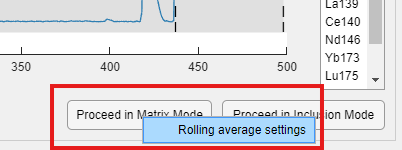 La139
Ce140
Nd146
Yb173
Lu175
350
400
450
500
Proceed in Matrix Mode
Proceed in Inclusion Mode
Rolling average settings